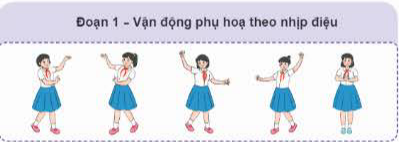 Đoạn 1 – Vận động phụ hoạ theo nhịp điệu